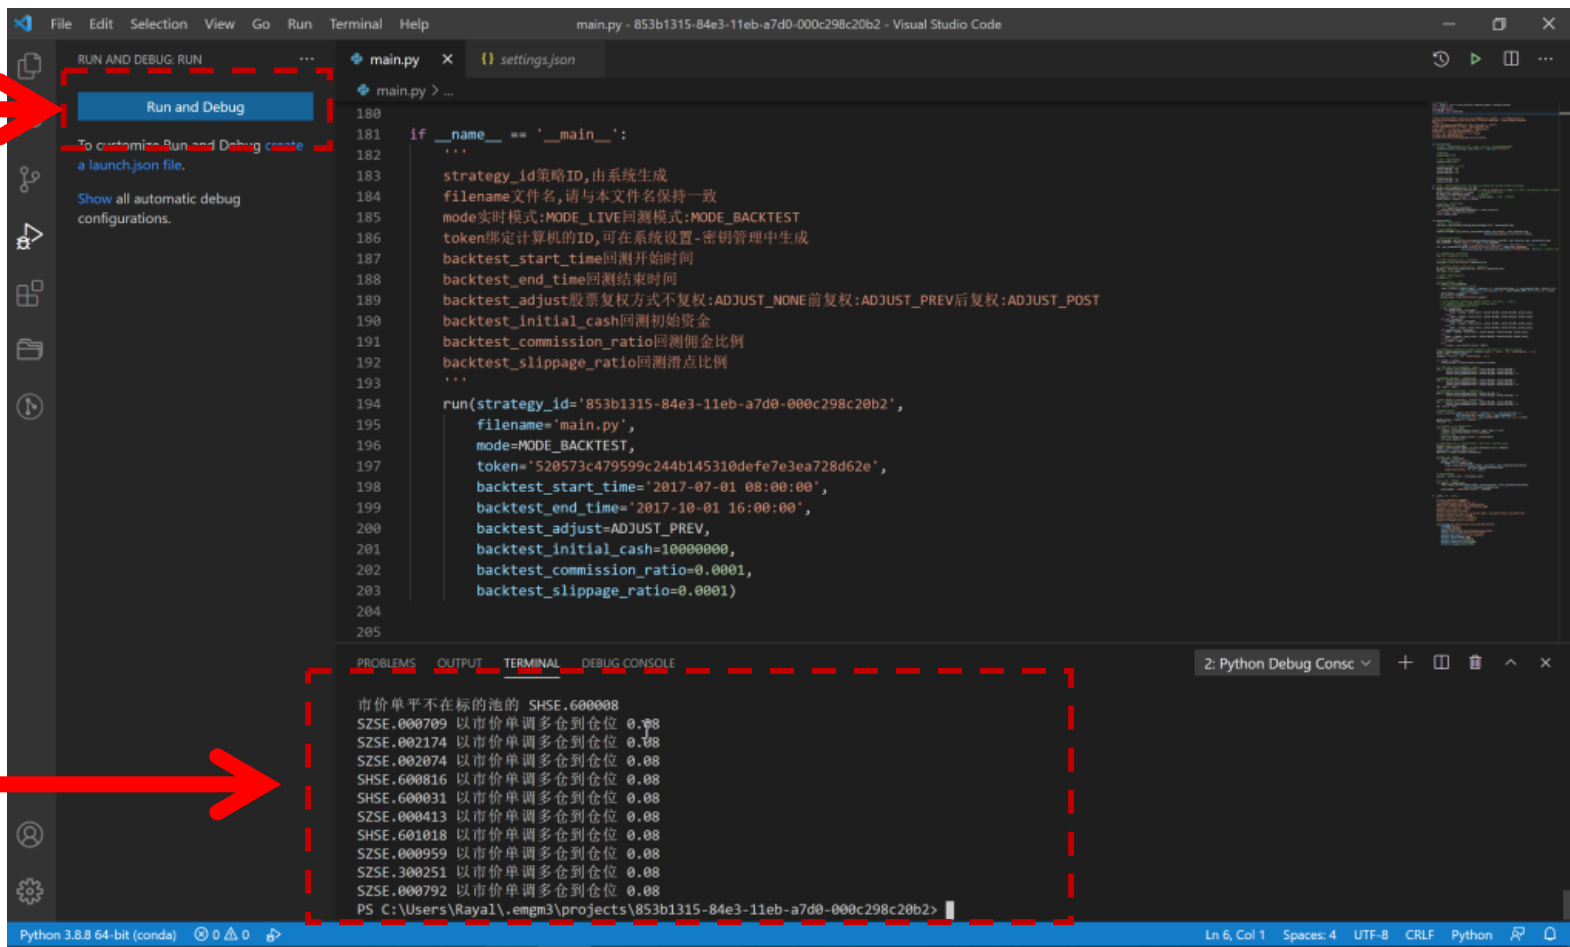 File Edit Selection View Go Run Terminal Help
main.py - 853b1315-84e3-11eb-a7d0-000c298c20b2 - Visual Studio Code
RUN AND DEBUG: RUN
Run and Debug
To customize Run and Debug create
a launch.json file.
Show all automatic debug
configurations.
main.py
{} settings.json
main.py > ...
180
181 if __name__ == '__main__':
182 '''
183 strategy_id策略ID,由系统生成
184 filename文件名,请与本文件名保持一致
185 mode实时模式:MODE_LIVE回测模式:MODE_BACKTEST
186 token绑定计算机的ID,可在系统设置-密钥管理中生成
187 backtest_start_time回测开始时间
188 backtest_end_time回测结束时间
189 backtest_adjust股票复权方式不复权:ADJUST_NONE前复权:ADJUST_PREV后复权:ADJUST_POST
190 backtest_initial_cash回测初始资金
191 backtest_commission_ratio回测佣金比例
192 backtest_slippage_ratio回测滑点比例
193 '''
194 run(strategy_id='853b1315-84e3-11eb-a7d0-000c298c20b2',
195 filename='main.py',
196 mode=MODE_BACKTEST,
197 token='520573c479599c244b145310defe7e3ea728d62e',
198 backtest_start_time='2017-07-01 08:00:00',
199 backtest_end_time='2017-10-01 16:00:00',
200 backtest_adjust=ADJUST_PREV,
201 backtest_initial_cash=10000000,
202 backtest_commission_ratio=0.0001,
203 backtest_slippage_ratio=0.0001)
204
205
PROBLEMS OUTPUT TERMINAL DEBUG CONSOLE
2: Python Debug Consc
市价单平不在标的池的 SHSE.600008
SZSE.000709 以市价单调多仓到仓位 0.08
SZSE.002174 以市价单调多仓到仓位 0.08
SZSE.002074 以市价单调多仓到仓位 0.08
SHSE.600816 以市价单调多仓到仓位 0.08
SHSE.600031 以市价单调多仓到仓位 0.08
SZSE.000413 以市价单调多仓到仓位 0.08
SHSE.601018 以市价单调多仓到仓位 0.08
SZSE.000959 以市价单调多仓到仓位 0.08
SZSE.300251 以市价单调多仓到仓位 0.08
SZSE.000792 以市价单调多仓到仓位 0.08
PS C:\Users\Rayal\.emgm3\projects\853b1315-84e3-11eb-a7d0-000c298c20b2>
Python 3.8.8 64-bit (conda) 0 0
Ln 6, Col 1 Spaces: 4 UTF-8 CRLF Python